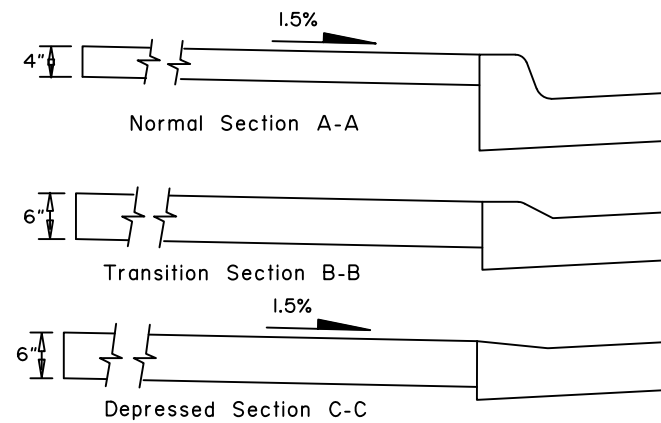 1.5%
4"
Normal Section A-A
6"
Transition Section B-B
1.5%
6"
Depressed Section C-C